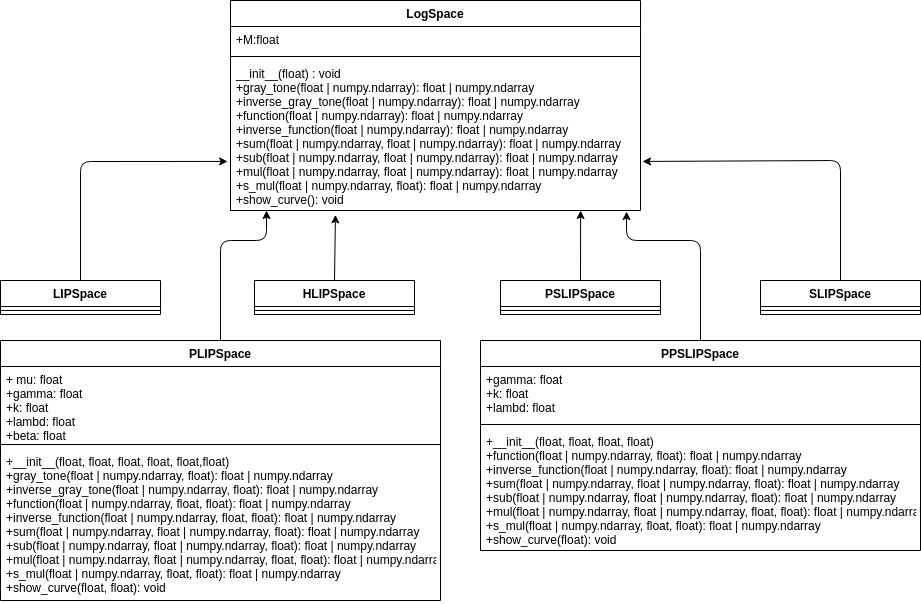 LogSpace
+M:float
__init__(float) : void
+gray_tone(float | numpy.ndarray): float | numpy.ndarray
+inverse_gray_tone(float | numpy.ndarray): float | numpy.ndarray
+function(float | numpy.ndarray): float | numpy.ndarray
+inverse_function(float | numpy.ndarray): float | numpy.ndarray
+sum(float | numpy.ndarray, float | numpy.ndarray): float | numpy.ndarray
+sub(float | numpy.ndarray, float | numpy.ndarray): float | numpy.ndarray
+mul(float | numpy.ndarray, float | numpy.ndarray): float | numpy.ndarray
+s_mul(float | numpy.ndarray, float): float | numpy.ndarray
+show_curve(): void
LIPSpace
HLIPSpace
PSLIPSpace
SLIPSpace
PLIPSpace
+ mu: float
+gamma: float
+k: float
+lambd: float
+beta: float
+__init__(float, float, float, float, float,float)
+gray_tone(float | numpy.ndarray, float): float | numpy.ndarray
+inverse_gray_tone(float | numpy.ndarray, float): float | numpy.ndarray
+function(float | numpy.ndarray, float, float): float | numpy.ndarray
+inverse_function(float | numpy.ndarray, float, float): float | numpy.ndarray
+sum(float | numpy.ndarray, float | numpy.ndarray, float): float | numpy.ndarray
+sub(float | numpy.ndarray, float | numpy.ndarray, float): float | numpy.ndarray
+mul(float | numpy.ndarray, float | numpy.ndarray, float, float): float | numpy.ndarra
+s_mul(float | numpy.ndarray, float, float): float | numpy.ndarray
+show_curve(float, float): void
PPSLIPSpace
+gamma: float
+k: float
+lambd: float
+__init__(float, float, float, float)
+function(float | numpy.ndarray, float): float | numpy.ndarray
+inverse_function(float | numpy.ndarray, float): float | numpy.ndarray
+sum(float | numpy.ndarray, float | numpy.ndarray, float): float | numpy.ndarray
+sub(float | numpy.ndarray, float | numpy.ndarray, float): float | numpy.ndarray
+mul(float | numpy.ndarray, float | numpy.ndarray, float, float): float | numpy.ndarra
+s_mul(float | numpy.ndarray, float, float): float | numpy.ndarray
+show_curve(float): void